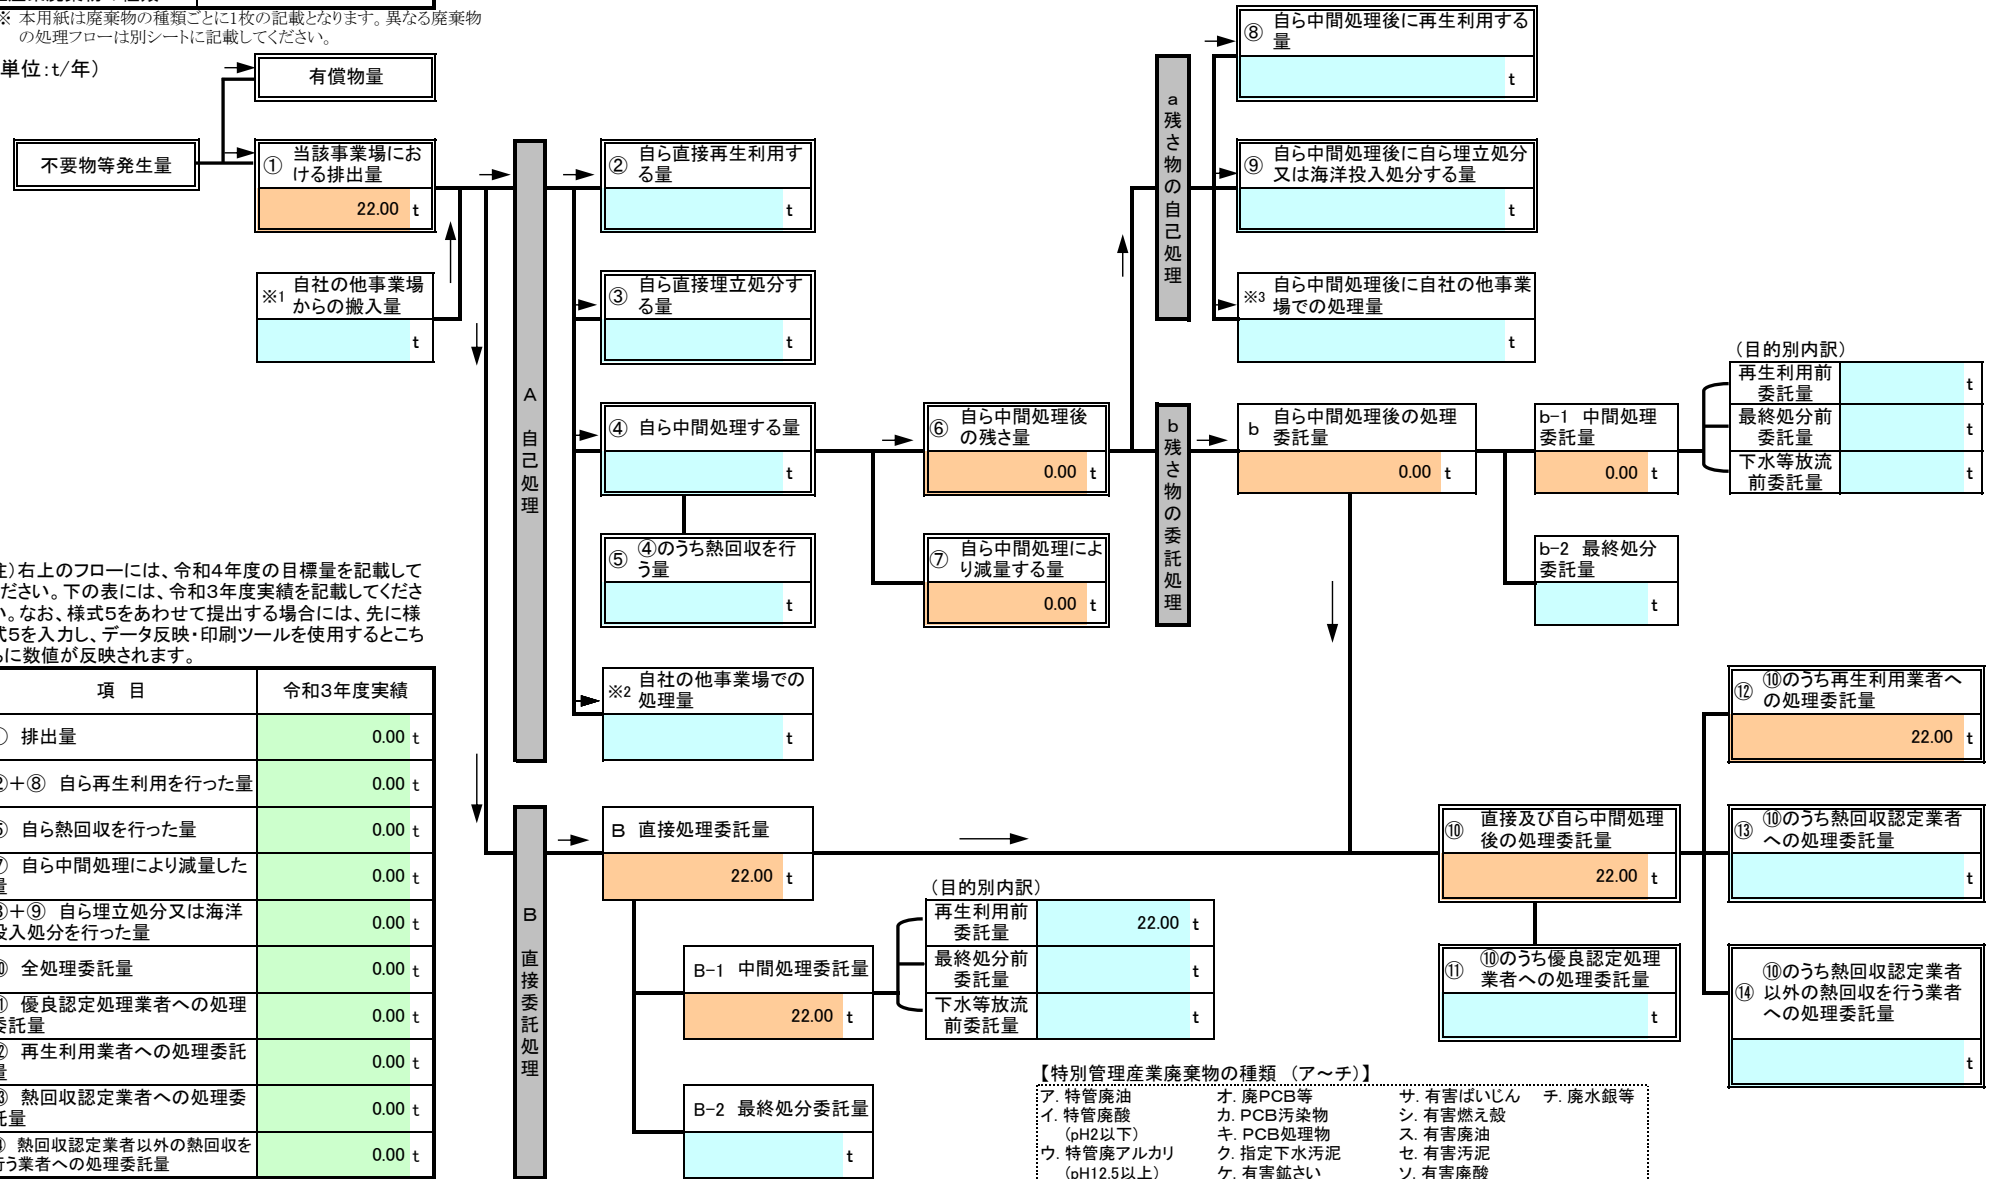 ※ 本用紙は廃棄物の種類ごとに1枚の記載となります。異なる廃棄物
の処理フローは別シートに記載してください。
単位:t/年)
有償物量
不要物等発生量
① 当該事業場にお
ける排出量
22.00 t
※1 自社の他事業場
からの搬入量
t
A 自己処理
② 自ら直接再生利用す
る量
t
③ 自ら直接埋立処分す
る量
t
④ 自ら中間処理する量
t
⑤ ④のうち熱回収を行
う量
t
※2 自社の他事業場での
処理量
t
⑥ 自ら中間処理後
の残さ量
0.00 t
⑦ 自ら中間処理によ
り減量する量
0.00 t
a 残さ物の自己処理
⑧ 自ら中間処理後に再生利用する
量
t
⑨ 自ら中間処理後に自ら埋立処分
又は海洋投入処分する量
t
※3 自ら中間処理後に自社の他事業
場での処理量
t
b 残さ物の委託処理
b 自ら中間処理後の処理
委託量
0.00 t
b-1 中間処理
委託量
0.00 t
b-2 最終処分
委託量
t
(目的別内訳)
再生利用前
委託量
t
最終処分前
委託量
t
下水等放流
前委託量
t
注)右上のフローには、令和4年度の目標量を記載して
ください。下の表には、令和3年度実績を記載してくださ
い。なお、様式5をあわせて提出する場合には、先に様
式5を入力し、データ反映・印刷ツールを使用するとこち
らに数値が反映されます。
項 目 令和3年度実績
① 排出量 0.00 t
②+⑧ 自ら再生利用を行った量 0.00 t
⑤ 自ら熱回収を行った量 0.00 t
⑦ 自ら中間処理により減量した
量 0.00 t
③+⑨ 自ら埋立処分又は海洋
投入処分を行った量 0.00 t
⑩ 全処理委託量 0.00 t
⑪ 優良認定処理業者への処理
委託量 0.00 t
⑫ 再生利用業者への処理委託
量 0.00 t
⑬ 熱回収認定業者への処理委
託量 0.00 t
⑭ 熱回収認定業者以外の熱回収を
行う業者への処理委託量 0.00 t
B 直接委託処理
B 直接処理委託量
22.00 t
B-1 中間処理委託量
22.00 t
B-2 最終処分委託量
t
(目的別内訳)
再生利用前
委託量
22.00 t
最終処分前
委託量
t
下水等放流
前委託量
t
⑩ 直接及び自ら中間処理
後の処理委託量
22.00 t
⑪ ⑩のうち優良認定処理
業者への処理委託量
t
⑫ ⑩のうち再生利用業者へ
の処理委託量
22.00 t
⑬ ⑩のうち熱回収認定業者
への処理委託量
t
⑭ ⑩のうち熱回収認定業者
以外の熱回収を行う業者
への処理委託量
t
【特別管理産業廃棄物の種類 (ア～チ)】
ア. 特管廃油 オ. 廃PCB等 サ. 有害ばいじん チ. 廃水銀等
イ. 特管廃酸 カ. PCB汚染物 シ. 有害燃え殻
(pH2以下) キ. PCB処理物 ス. 有害廃油
ウ. 特管廃アルカリ ク. 指定下水汚泥 セ. 有害汚泥
(pH12.5以上) ケ. 有害鉱さい ソ. 有害廃酸